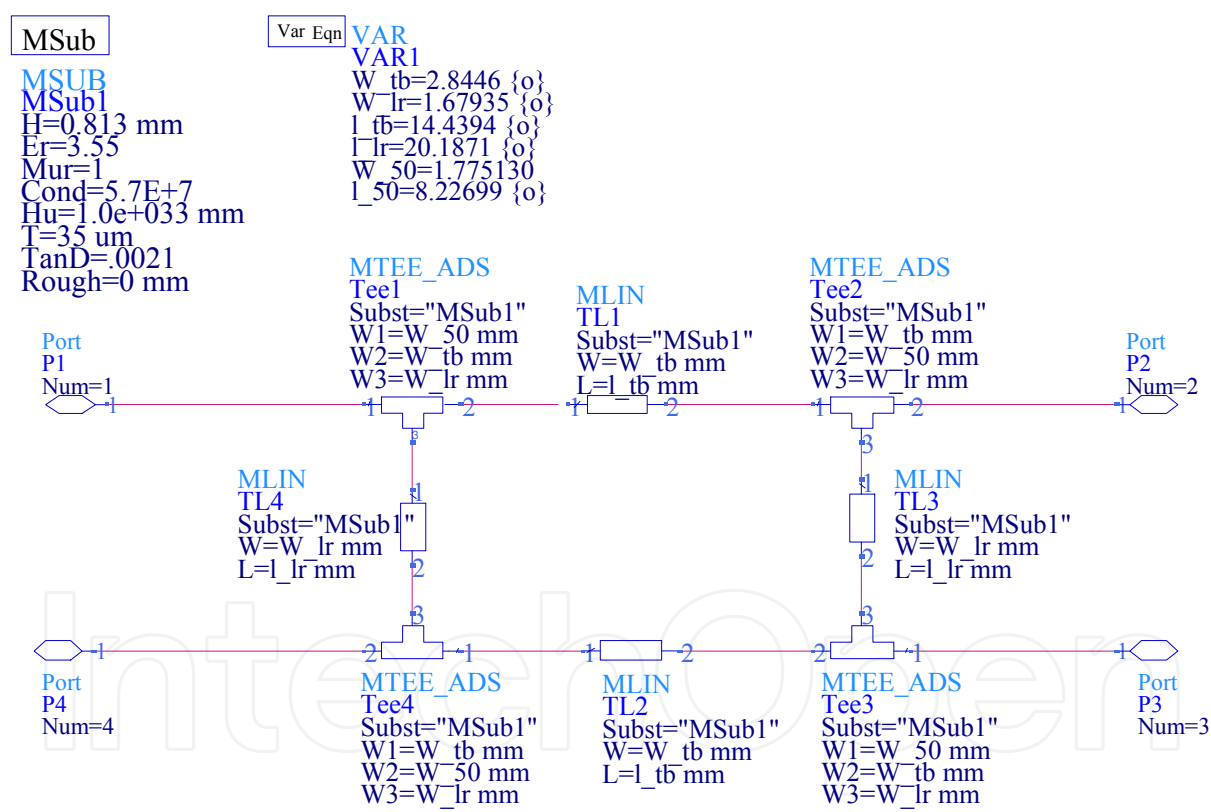 MSub
MSUB
MSub1
H=0.813 mm
Er=3.55
Mur=1
Cond=5.7E+7
Hu=1.0e+033 mm
T=35 um
TanD=.0021
Rough=0 mm
Var Eqn
VAR
VAR1
W_tb=2.8446 {o}
W_lr=1.67935 {o}
l_tb=14.4394 {o}
l_lr=20.1871 {o}
W_50=1.775130
l_50=8.22699 {o}
Port
P1
Num=1
1
MTEE_ADS
Tee1
Subst="MSub1"
W1=W_50 mm
W2=W_tb mm
W3=W_lr mm
1
2
3
MLIN
TL1
Subst="MSub1"
W=W_tb mm
L=l_tb mm
1
2
MTEE_ADS
Tee2
Subst="MSub1"
W1=W_tb mm
W2=W_50 mm
W3=W_lr mm
1
2
3
Port
P2
Num=2
1
MLIN
TL4
Subst="MSub1"
W=W_lr mm
L=l_lr mm
1
2
MLIN
TL3
Subst="MSub1"
W=W_lr mm
L=l_lr mm
1
2
Port
P4
Num=4
1
MTEE_ADS
Tee4
Subst="MSub1"
W1=W_tb mm
W2=W_50 mm
W3=W_lr mm
3
2
1
MLIN
TL2
Subst="MSub1"
W=W_tb mm
L=l_tb mm
1
2
MTEE_ADS
Tee3
Subst="MSub1"
W1=W_50 mm
W2=W_tb mm
W3=W_lr mm
3
2
1
Port
P3
Num=3
1
IntechOpen